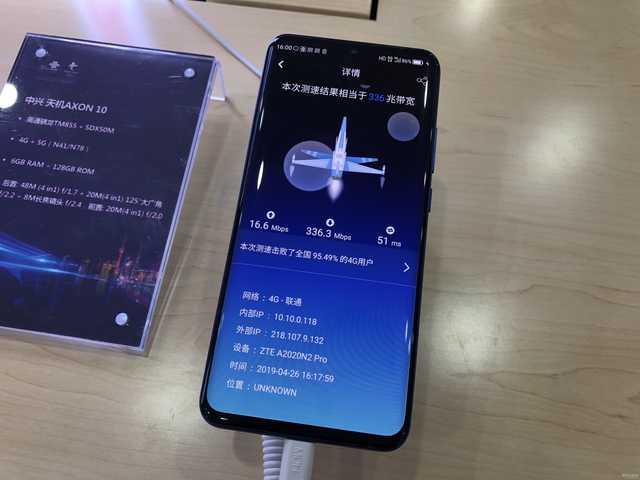 中兴 天机AXON 10
• 高通骁龙TM855 + SDX50M
• 4G + 5G（N41/N78）
• 6GB RAM + 128GB ROM
后置: 48M (4 in1) f/1.7 + 20M(4 in1) 125°大广角
f/2.2 + 8M长焦镜头 f/2.4 前置: 20M(4 in1) f/2.0
16:00
HD
86%
详情
本次测速结果相当于 336 兆带宽
16.6 Mbps
336.3 Mbps
51 ms
本次测速击败了全国 95.49% 的4G用户
网络 : 4G - 联通
内部IP : 10.10.0.118
外部IP : 218.107.9.132
设备 : ZTE A2020N2 Pro
时间 : 2019-04-26 16:17:59
位置 : UNKNOWN